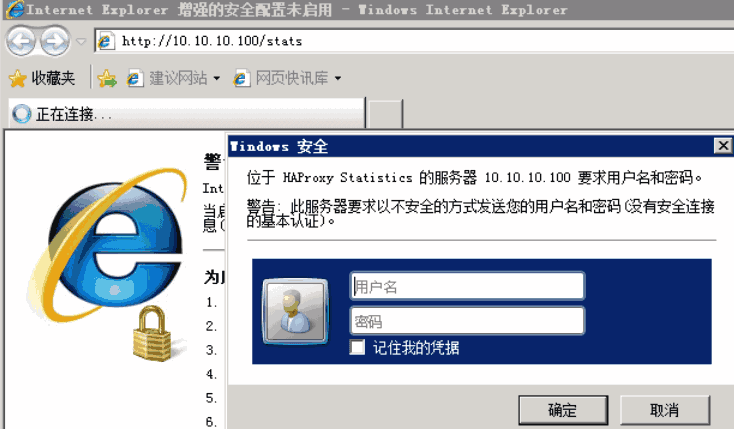 Internet Explorer 增强的安全配置未启用 - Windows Internet Explorer
http://10.10.10.100/stats
收藏夹 建议网站 网页快讯库
正在连接...
Windows 安全
位于 HAProxy Statistics 的服务器 10.10.10.100 要求用户名和密码。
警告: 此服务器要求以不安全的方式发送您的用户名和密码(没有安全连接
的基本认证)。
用户名
密码
记住我的凭据
确定 取消
警
Int
当
息(
为
1.
2.
3.
4.
5.
6.